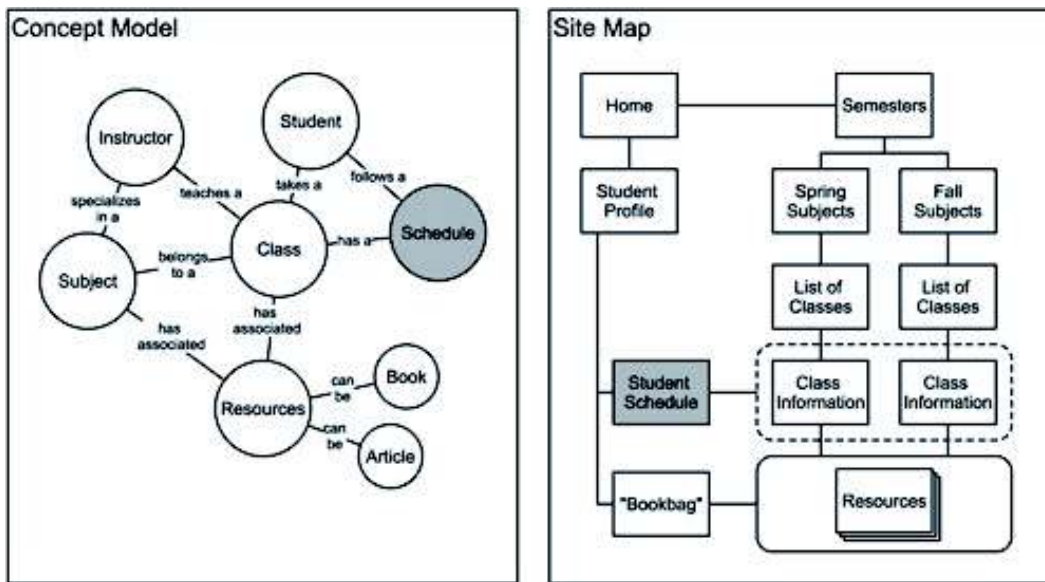 Concept Model
Instructor
Student
teaches a
takes a
follows a
specializes
in a
Class
has a
Schedule
Subject
belongs
to a
has
associated
has
associated
Resources
can
be
Book
can
be
Article
Site Map
Home
Semesters
Student
Profile
Spring
Subjects
Fall
Subjects
List of
Classes
List of
Classes
Student
Schedule
Class
Information
Class
Information
"Bookbag"
Resources